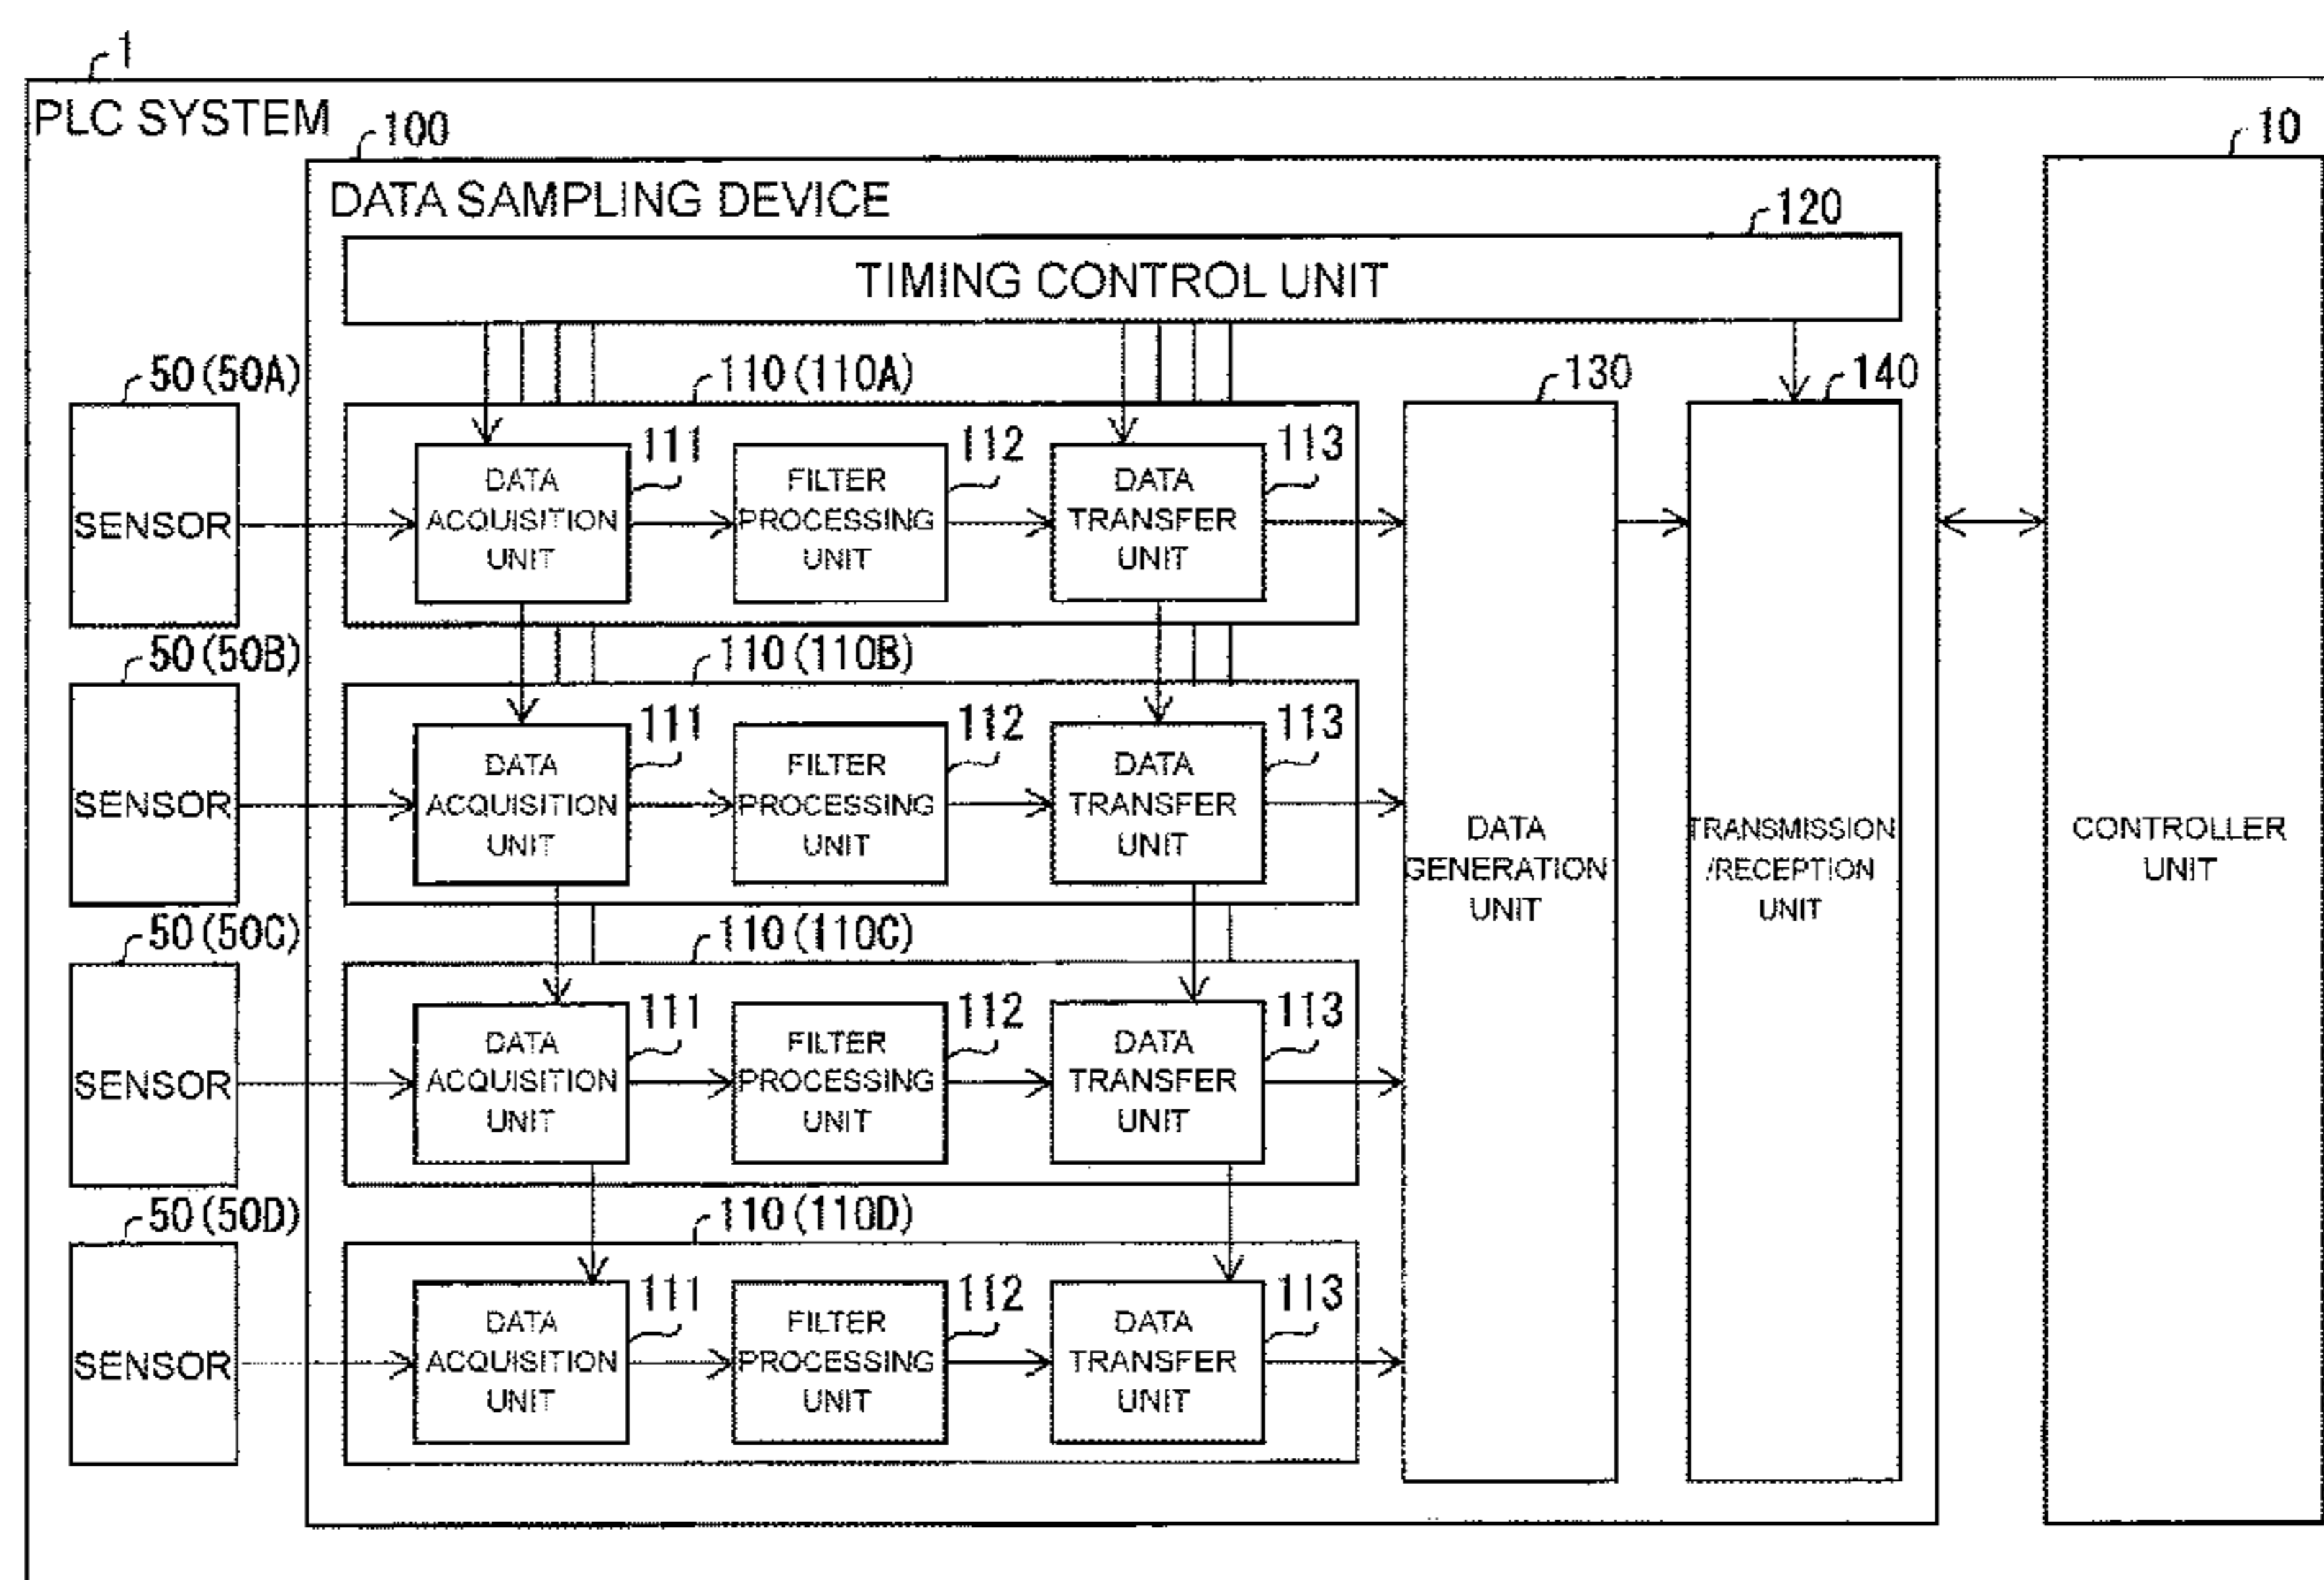 1
PLC SYSTEM
100
10
DATA SAMPLING DEVICE
120
TIMING CONTROL UNIT
50(50A)
110(110A)
130
140
SENSOR
DATA
ACQUISITION
UNIT
111
FILTER
PROCESSING
UNIT
112
DATA
TRANSFER
UNIT
113
50(50B)
110(110B)
SENSOR
DATA
ACQUISITION
UNIT
111
FILTER
PROCESSING
UNIT
112
DATA
TRANSFER
UNIT
113
DATA
GENERATION
UNIT
TRANSMISSION
/RECEPTION
UNIT
CONTROLLER
UNIT
50(50C)
110(110C)
SENSOR
DATA
ACQUISITION
UNIT
111
FILTER
PROCESSING
UNIT
112
DATA
TRANSFER
UNIT
113
50(50D)
110(110D)
SENSOR
DATA
ACQUISITION
UNIT
111
FILTER
PROCESSING
UNIT
112
DATA
TRANSFER
UNIT
113